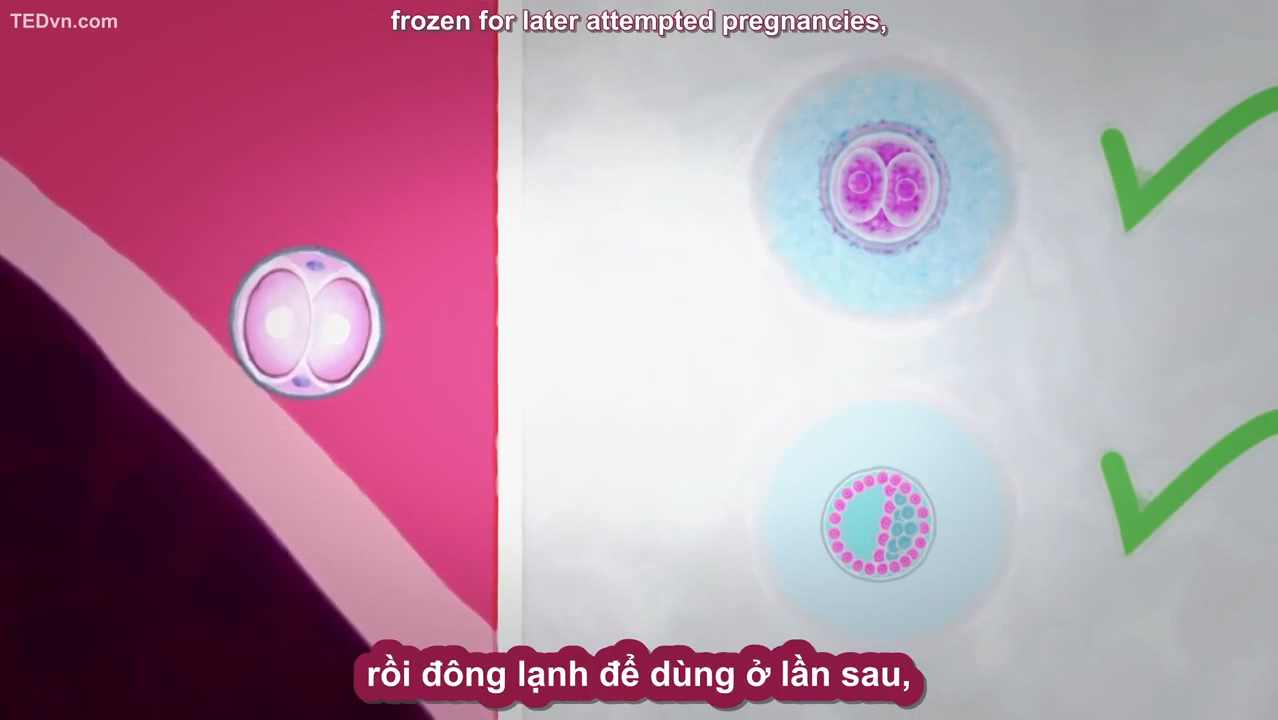 TEDvn.com
frozen for later attempted pregnancies,
rồi đông lạnh để dùng ở lần sau,